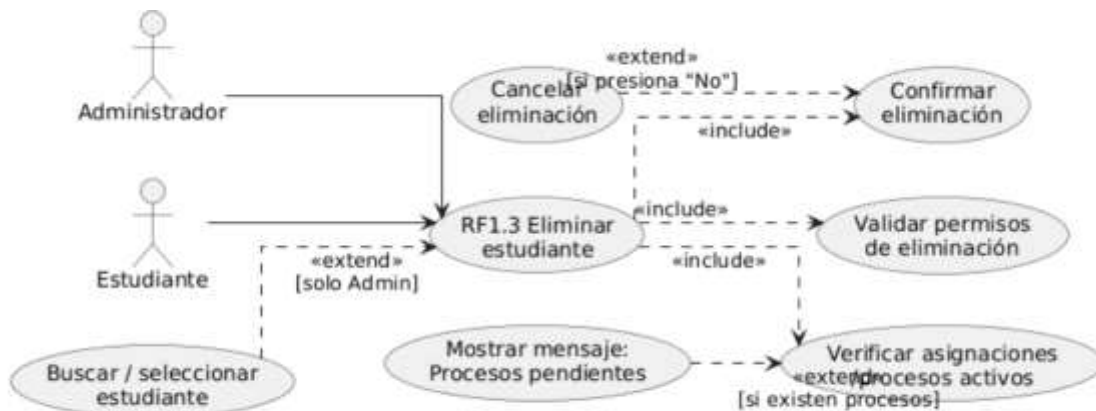 Administrador
«extend»
[si presiona "No"]
Cancelar
eliminación
Confirmar
eliminación
«include»
Estudiante
RF1.3 Eliminar
estudiante
«include»
Validar permisos
de eliminación
«extend»
[solo Admin]
«include»
Buscar / seleccionar
estudiante
Mostrar mensaje:
Procesos pendientes
Verificar asignaciones
/procesos activos
«extend»
[si existen procesos]